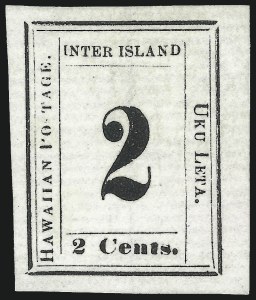 INTER ISLAND
HAWAIIAN PO TAGE.
2
UKU LETA.
2 Cents.